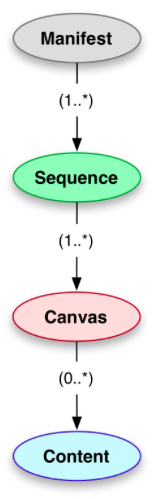 Manifest
(1..*)
Sequence
(1..*)
Canvas
(0..*)
Content